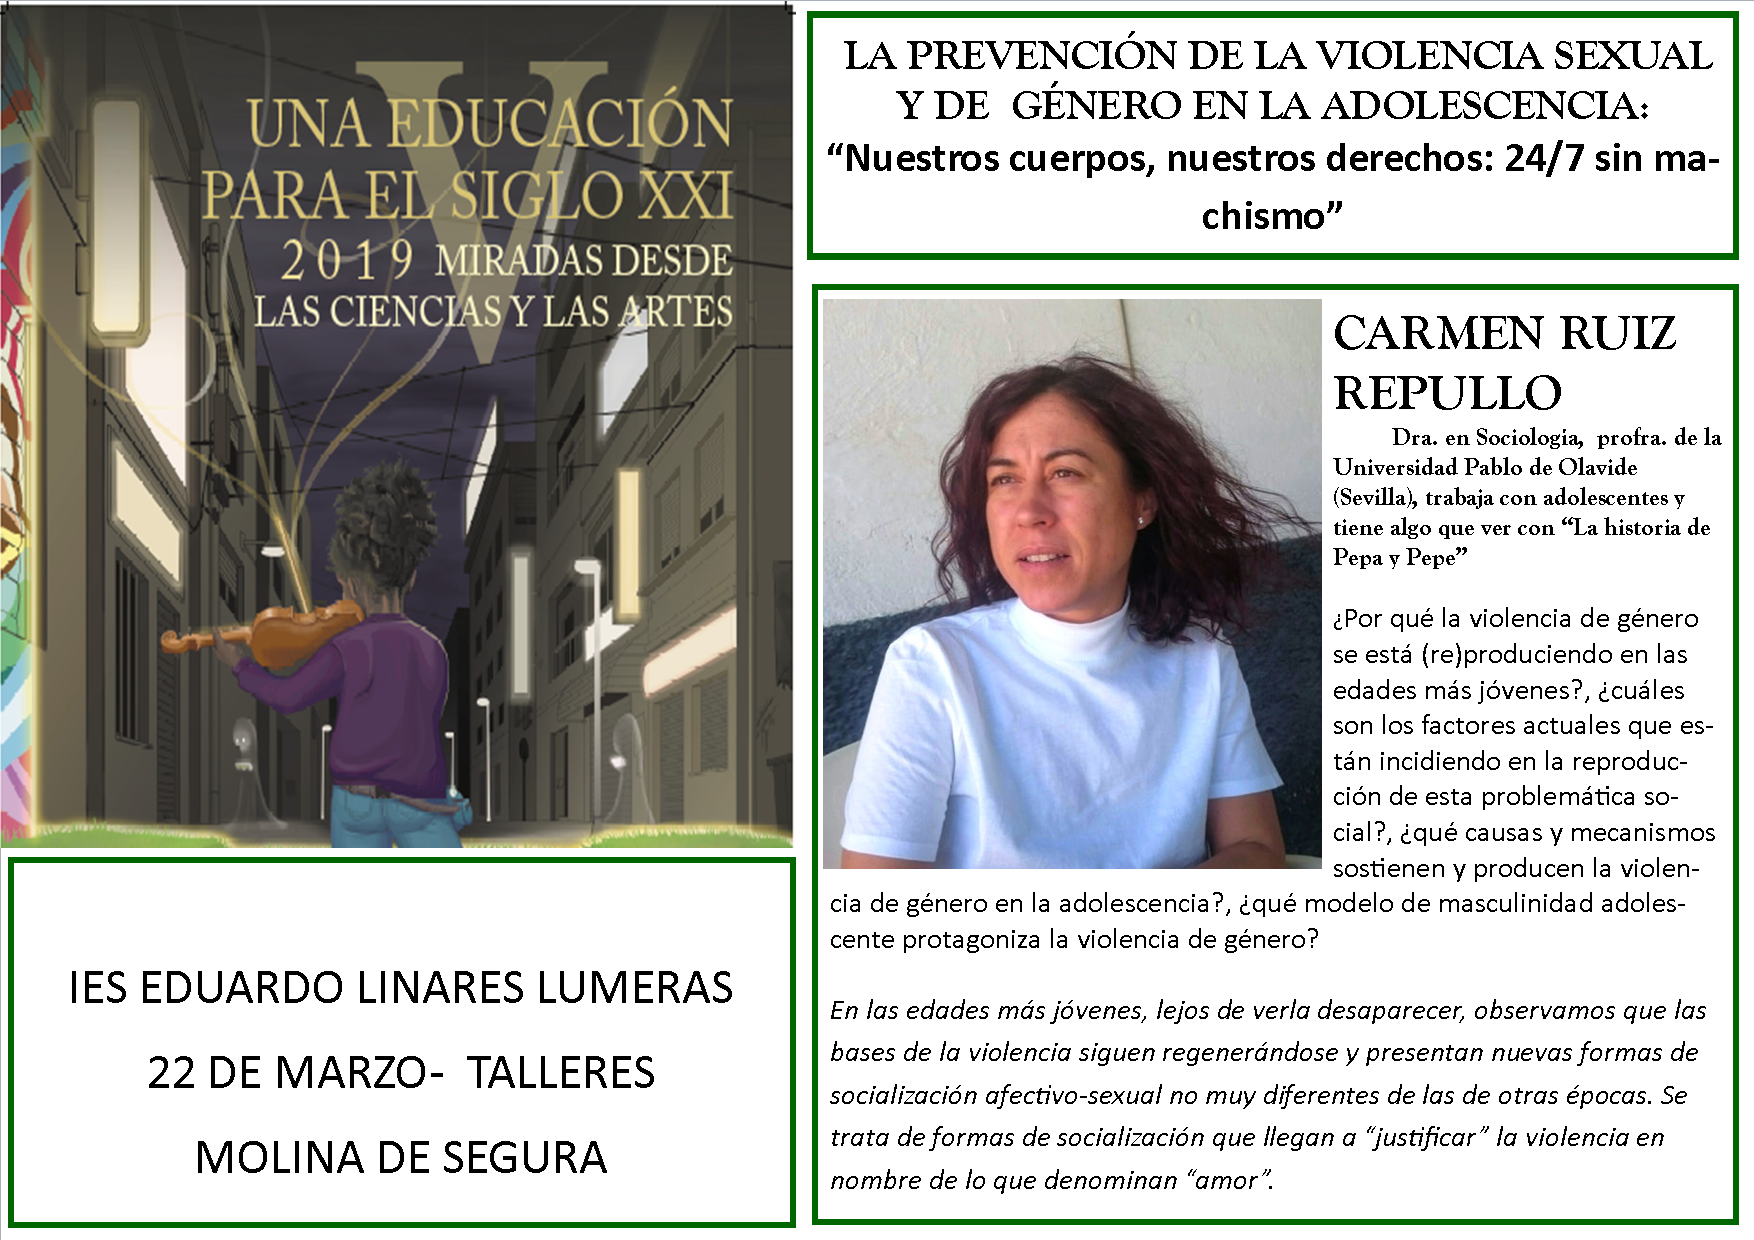 V
UNA EDUCACIÓN
PARA EL SIGLO XXI
2019 MIRADAS DESDE
LAS CIENCIAS Y LAS ARTES
IES EDUARDO LINARES LUMERAS
22 DE MARZO-  TALLERES
MOLINA DE SEGURA
LA PREVENCIÓN DE LA VIOLENCIA SEXUAL
Y DE  GÉNERO EN LA ADOLESCENCIA:
“Nuestros cuerpos, nuestros derechos: 24/7 sin ma-
chismo”
CARMEN RUIZ
REPULLO
Dra. en Sociología,  profra. de la
Universidad Pablo de Olavide
(Sevilla), trabaja con adolescentes y
tiene algo que ver con “La historia de
Pepa y Pepe”
¿Por qué la violencia de género
se está (re)produciendo en las
edades más jóvenes?, ¿cuáles
son los factores actuales que es-
tán incidiendo en la reproduc-
ción de esta problemática so-
cial?, ¿qué causas y mecanismos
sostienen y producen la violen-
cia de género en la adolescencia?, ¿qué modelo de masculinidad adoles-
cente protagoniza la violencia de género?
En las edades más jóvenes, lejos de verla desaparecer, observamos que las
bases de la violencia siguen regenerándose y presentan nuevas formas de
socialización afectivo-sexual no muy diferentes de las de otras épocas. Se
trata de formas de socialización que llegan a “justificar” la violencia en
nombre de lo que denominan “amor”.